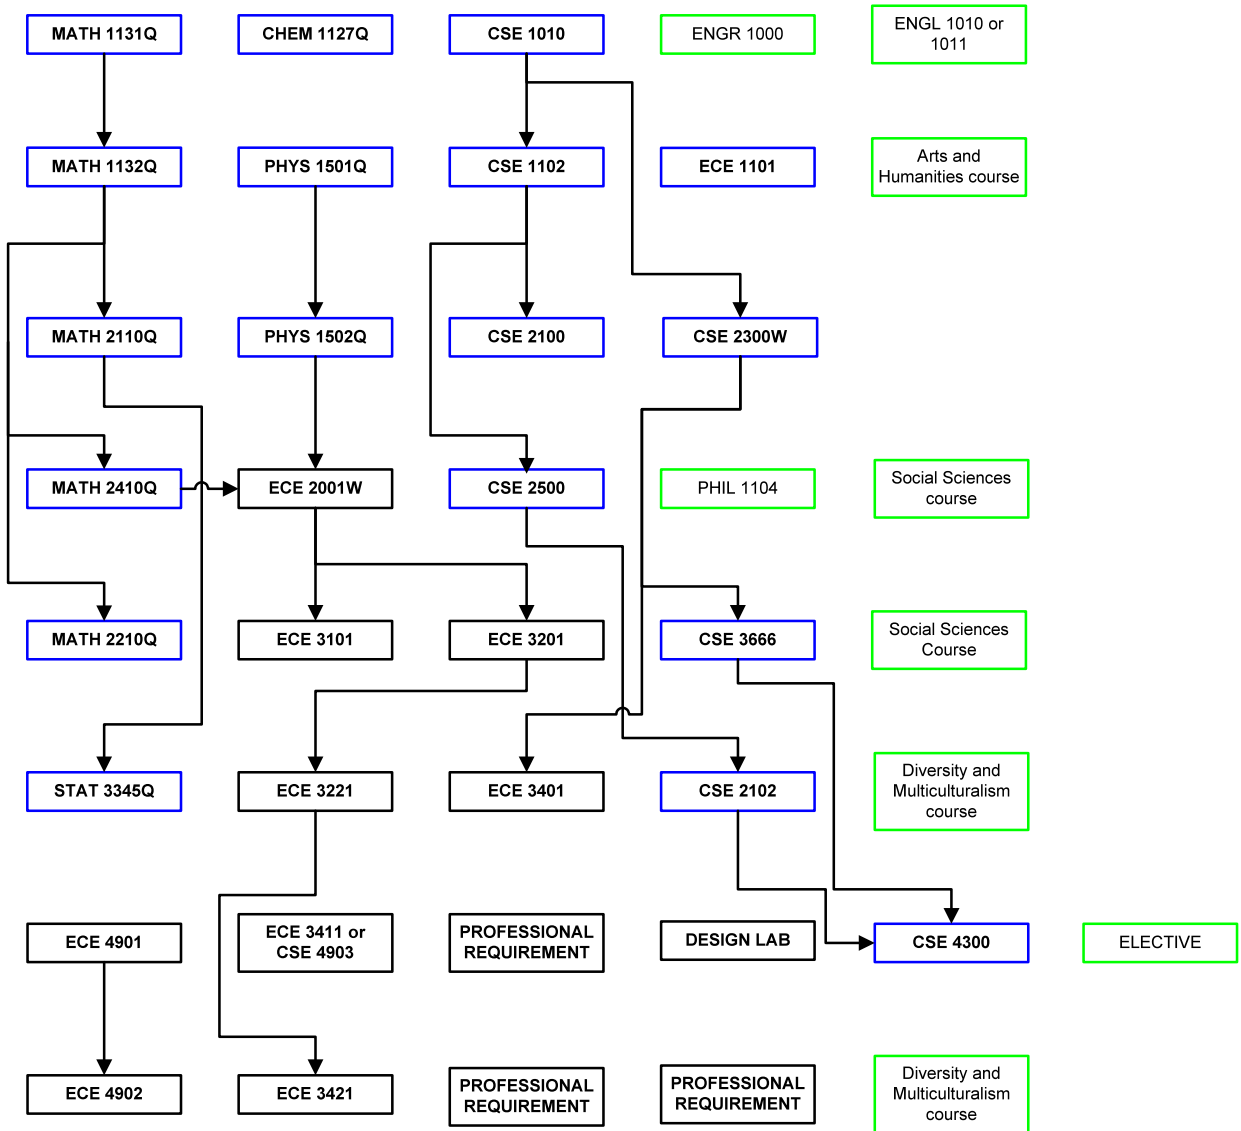 MATH 1131Q
CHEM 1127Q
CSE 1010
ENGR 1000
ENGL 1010 or
1011
MATH 1132Q
PHYS 1501Q
CSE 1102
ECE 1101
Arts and
Humanities course
MATH 2110Q
PHYS 1502Q
CSE 2100
CSE 2300W
MATH 2410Q
ECE 2001W
CSE 2500
PHIL 1104
Social Sciences
course
MATH 2210Q
ECE 3101
ECE 3201
CSE 3666
Social Sciences
Course
STAT 3345Q
ECE 3221
ECE 3401
CSE 2102
Diversity and
Multiculturalism
course
ECE 4901
ECE 3411 or
CSE 4903
PROFESSIONAL
REQUIREMENT
DESIGN LAB
CSE 4300
ELECTIVE
ECE 4902
ECE 3421
PROFESSIONAL
REQUIREMENT
PROFESSIONAL
REQUIREMENT
Diversity and
Multiculturalism
course